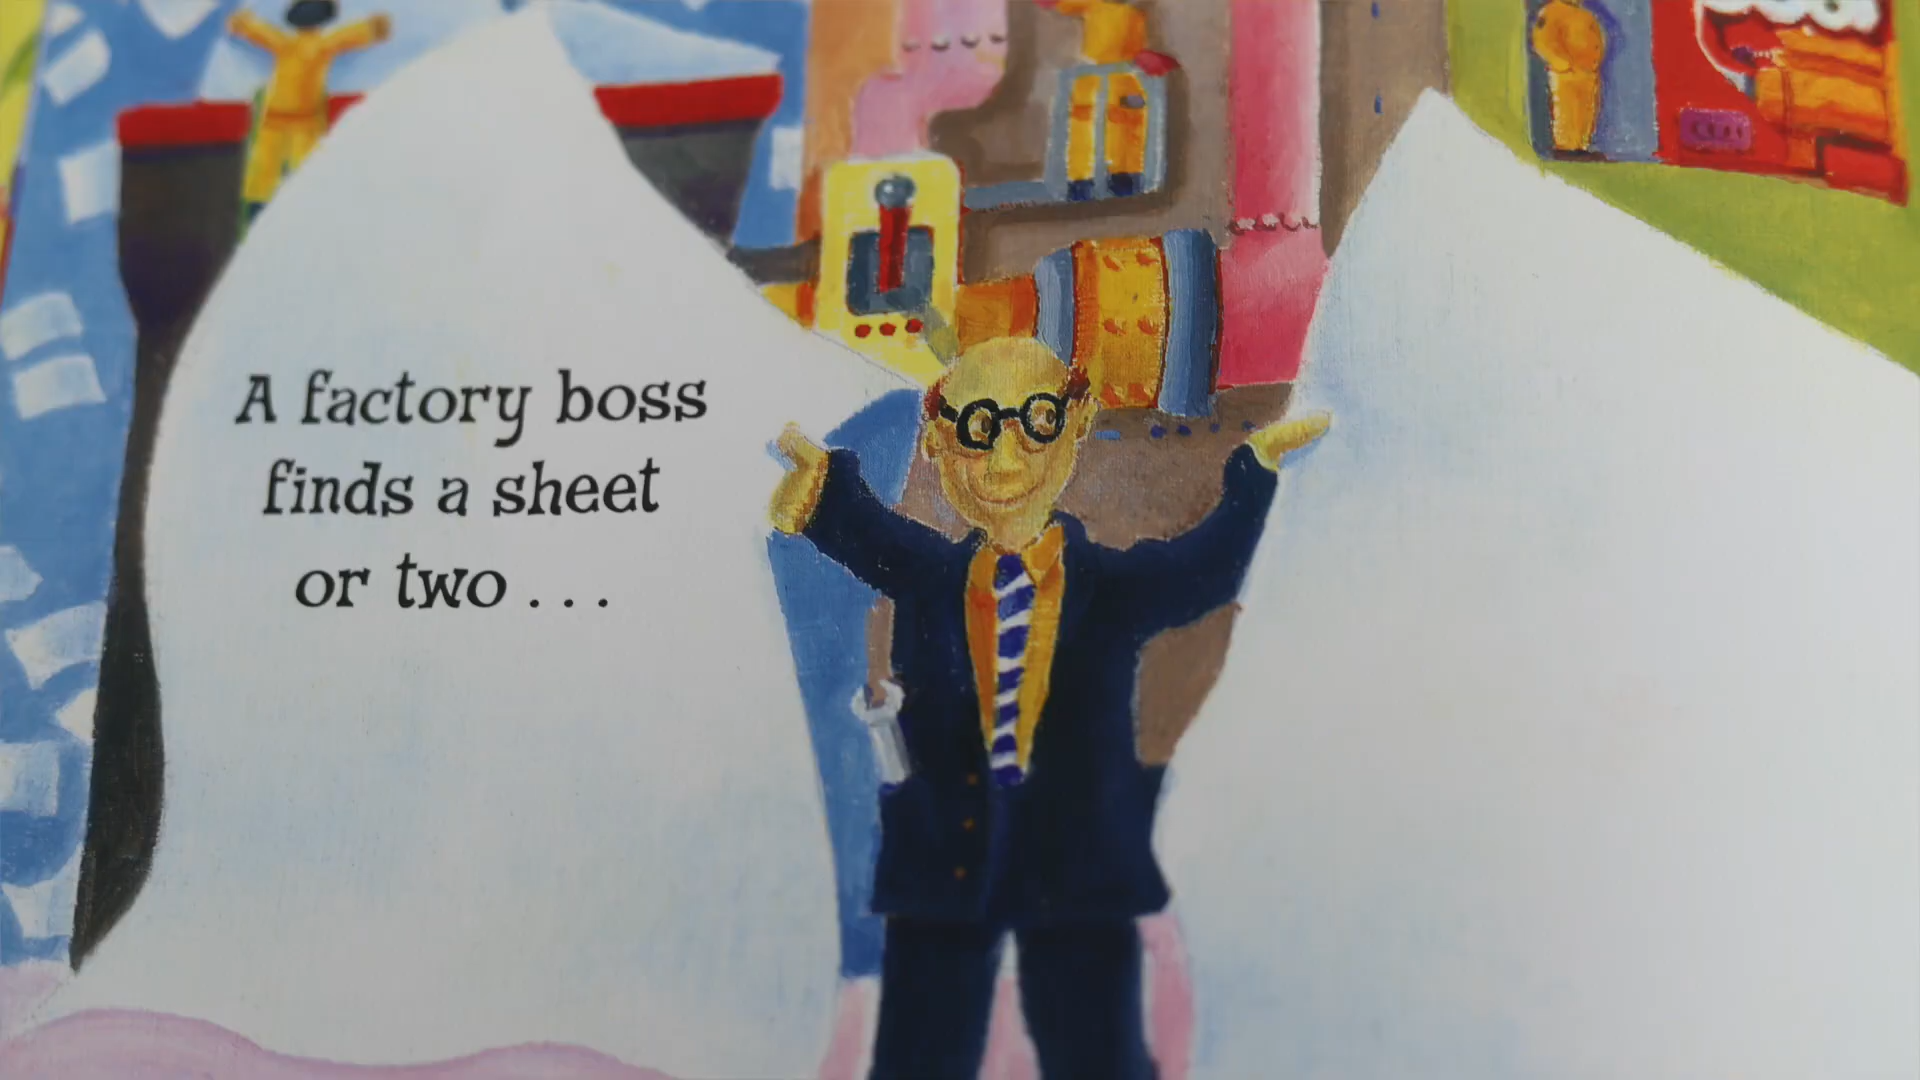 A factory boss
finds a sheet
or two . . .